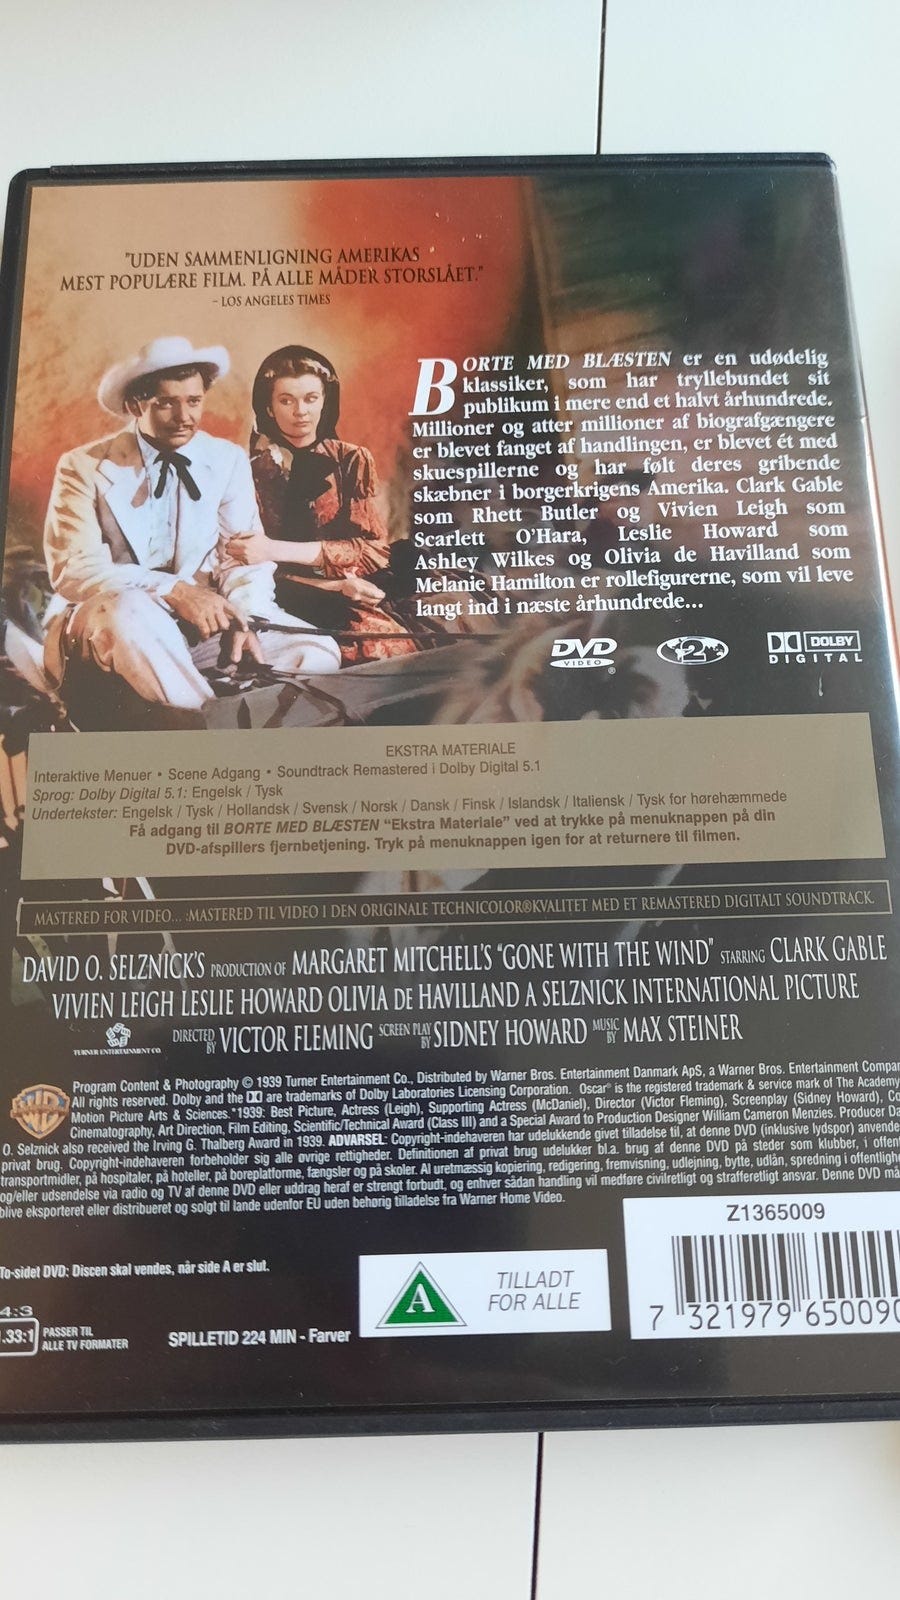 "UDEN SAMMENLIGNING AMERIKAS
MEST POPULÆRE FILM. PÅ ALLE MÅDER STORSLÅET."
- LOS ANGELES TIMES
BORTE MED BLÆSTEN er en udødelig
klassiker, som har tryllebundet sit
publikum i mere end et halvt århundrede.
Millioner og atter millioner af biografgængere
er blevet fanget af handlingen, er blevet ét med
skuespillerne og har følt deres gribende
skæbner i borgerkrigens Amerika. Clark Gable
som Rhett Butler og Vivien Leigh som
Scarlett O'Hara, Leslie Howard som
Ashley Wilkes og Olivia de Havilland som
Melanie Hamilton er rollefigurerne, som vil leve
langt ind i næste århundrede...
DVD
VIDEO
®
2
DOLBY
DIGITAL
EKSTRA MATERIALE
Interaktive Menuer • Scene Adgang • Soundtrack Remastered i Dolby Digital 5.1
Sprog: Dolby Digital 5.1: Engelsk / Tysk
Undertekster: Engelsk / Tysk / Hollandsk / Svensk / Norsk / Dansk / Finsk / Islandsk / Italiensk / Tysk for hørehæmmede
Få adgang til BORTE MED BLÆSTEN "Ekstra Materiale" ved at trykke på menuknappen på din
DVD-afspillers fjernbetjening. Tryk på menuknappen igen for at returnere til filmen.
MASTERED FOR VIDEO... :MASTERED TIL VIDEO I DEN ORIGINALE TECHNICOLOR®KVALITET MED ET REMASTERED DIGITALT SOUNDTRACK.
DAVID O. SELZNICK'S PRODUCTION OF MARGARET MITCHELL'S "GONE WITH THE WIND" STARRING CLARK GABLE
VIVIEN LEIGH LESLIE HOWARD OLIVIA DE HAVILLAND A SELZNICK INTERNATIONAL PICTURE
TURNER ENTERTAINMENT CO. DIRECTED BY VICTOR FLEMING SCREEN PLAY BY SIDNEY HOWARD MUSIC BY MAX STEINER
Program Content & Photography © 1939 Turner Entertainment Co., Distributed by Warner Bros. Entertainment Danmark ApS, a Warner Bros. Entertainment Compan
All rights reserved. Dolby and the DD are trademarks of Dolby Laboratories Licensing Corporation. Oscar® is the registered trademark & service mark of The Academy
Motion Picture Arts & Sciences. *1939: Best Picture, Actress (Leigh), Supporting Actress (McDaniel), Director (Victor Fleming), Screenplay (Sidney Howard), Co
Cinematography, Art Direction, Film Editing, Scientific/Technical Award (Class III) and a Special Award to Production Designer William Cameron Menzies. Producer Da
O. Selznick also received the Irving G. Thalberg Award in 1939. ADVARSEL: Copyright-indehaveren har udelukkende givet tilladelse til, at denne DVD (inklusive lydspor) anvende
privat brug. Copyright-indehaveren forbeholder sig alle øvrige rettigheder. Definitionen af privat brug udelukker bl.a. brug af denne DVD på steder som klubber, i offent
transportmidler, på hospitaler, på hoteller, på boreplatforme, fængsler og på skoler. Al uretmæssig kopiering, redigering, fremvisning, udlejning, bytte, udlån, spredning i offentlighe
og/eller udsendelse via radio og TV af denne DVD eller uddrag heraf er strengt forbudt, og enhver sådan handling vil medføre civilretligt og strafferetligt ansvar. Denne DVD må
blive eksporteret eller distribueret og solgt til lande udenfor EU uden behørig tilladelse fra Warner Home Video.
Z1365009
7 321979 650090
To-sidet DVD: Discen skal vendes, når side A er slut.
A
TILLADT
FOR ALLE
4:3
.33:1
PASSER TIL
ALLE TV FORMATER
SPILLETID 224 MIN - Farver